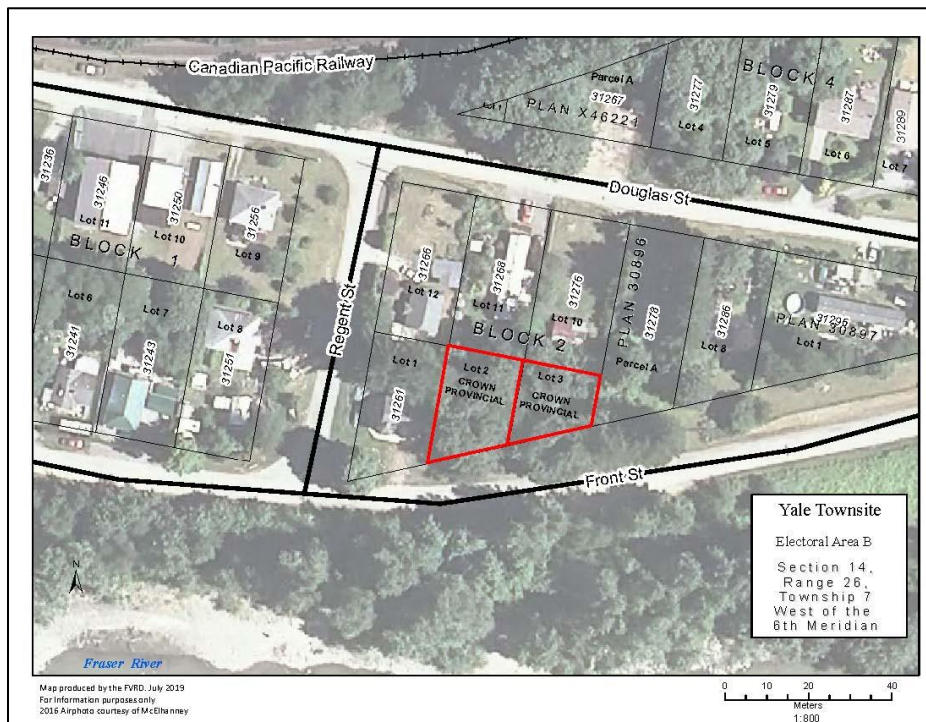 Canadian Pacific Railway
BLOCK 4
Parcel A
31267
PLAN X46221
31277
Lot 4
31279
Lot 5
31287
Lot 6
31289
Lot 7
Douglas St
31236
31246
Lot 11
31250
Lot 10
31256
Lot 9
BLOCK 1
Lot 6
31241
Lot 7
31243
Lot 8
31251
Regent St
31266
Lot 12
31268
Lot 11
31276
Lot 10
BLOCK 2
PLAN 30896
31278
Parcel A
31286
Lot 8
31296
PLAN 30897
Lot 1
Lot 1
31261
Lot 2
CROWN
PROVINCIAL
Lot 3
CROWN
PROVINCIAL
Front St
Yale Townsite
Electoral Area B
Section 14,
Range 26,
Township 7
West of the
6th Meridian
N
Fraser River
Map produced by the FVRD. July 2019
For Information purposes only
2016 Airphoto courtesy of McElhanney
0 10 20 30 40
Meters
1:800